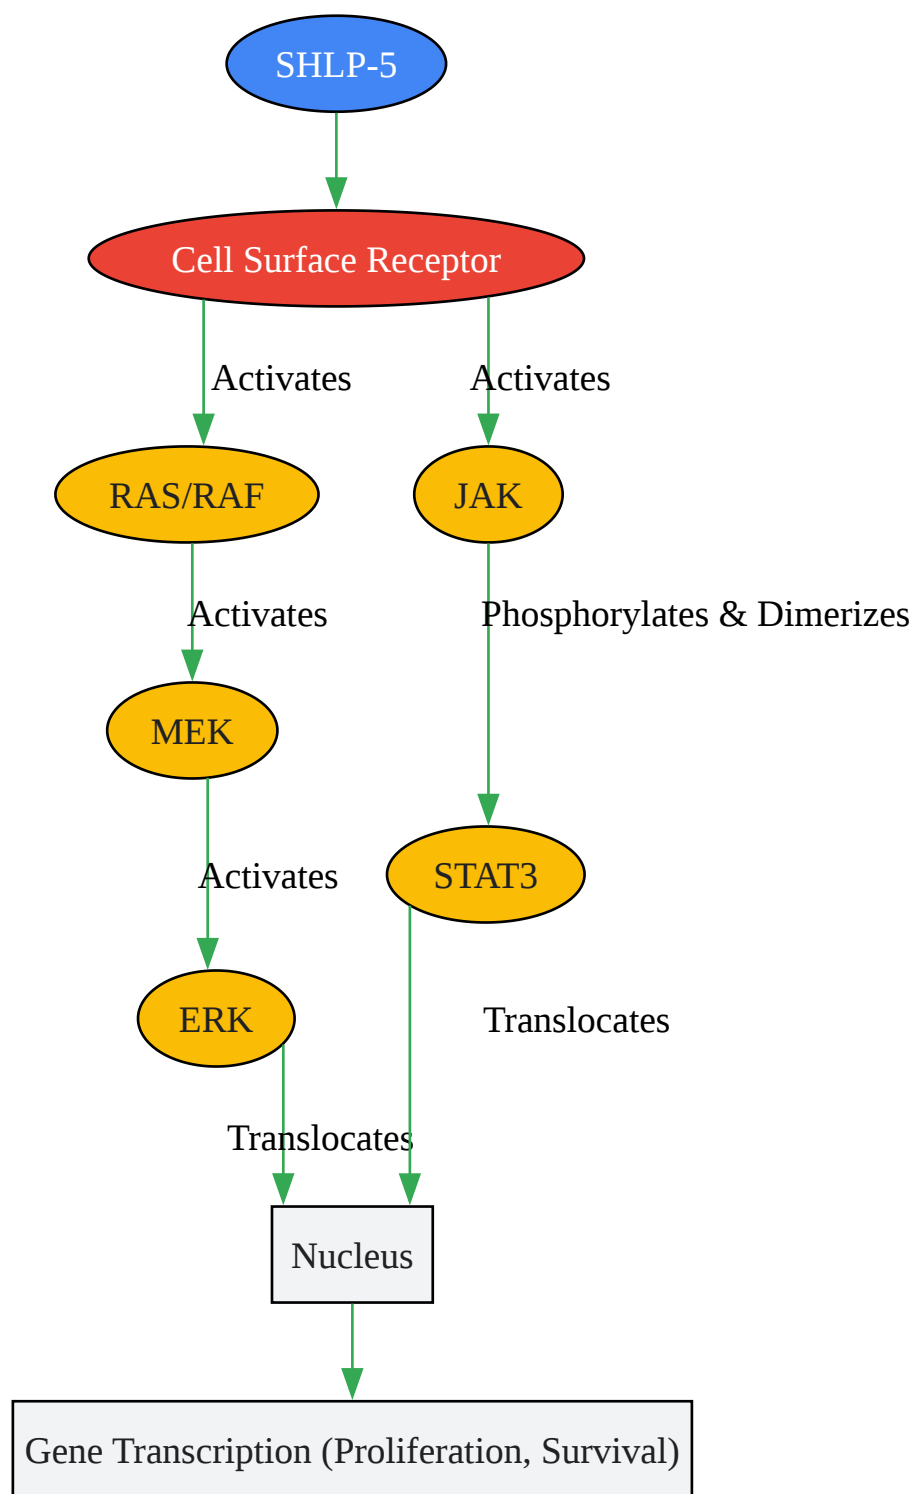 SHLP-5
Cell Surface Receptor
Activates
Activates
RAS/RAF
JAK
Activates
Phosphorylates & Dimerizes
MEK
Activates
STAT3
ERK
Translocates
Translocates
Nucleus
Gene Transcription (Proliferation, Survival)